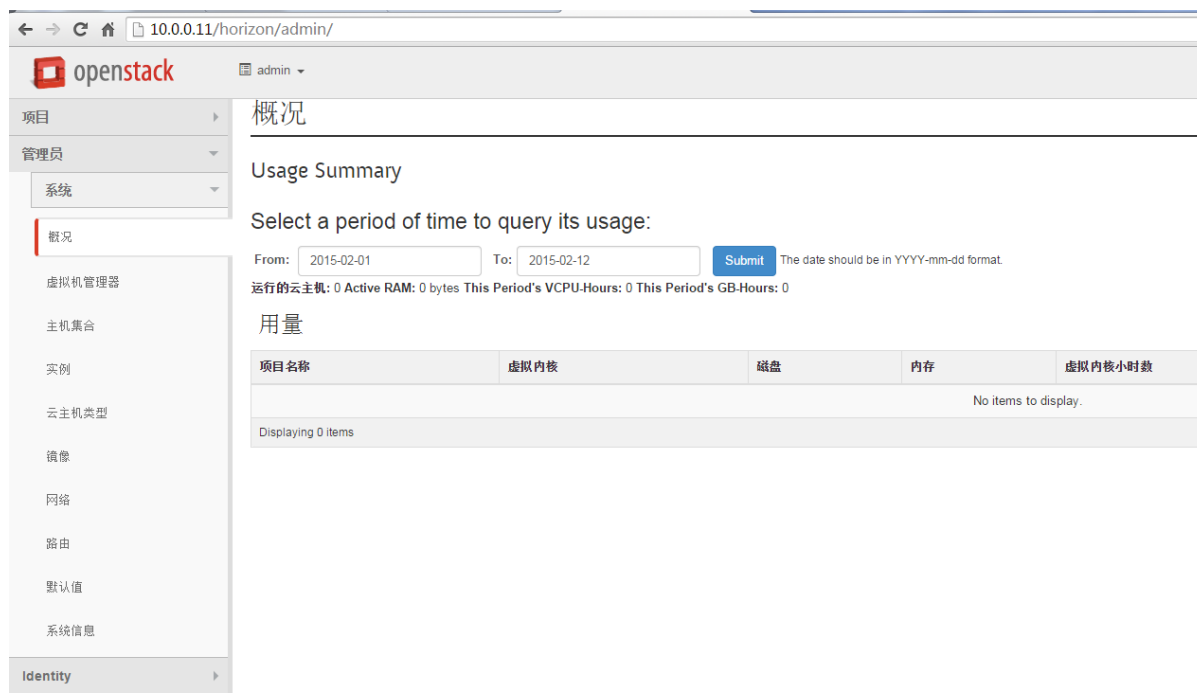 10.0.0.11/horizon/admin/
openstack
admin
项目
管理员
系统
概况
虚拟机管理器
主机集合
实例
云主机类型
镜像
网络
路由
默认值
系统信息
Identity
概况
Usage Summary
Select a period of time to query its usage:
From: 2015-02-01 To: 2015-02-12 Submit The date should be in YYYY-mm-dd format.
运行的云主机: 0 Active RAM: 0 bytes This Period's VCPU-Hours: 0 This Period's GB-Hours: 0
用量
项目名称 虚拟内核 磁盘 内存 虚拟内核小时数
No items to display.
Displaying 0 items